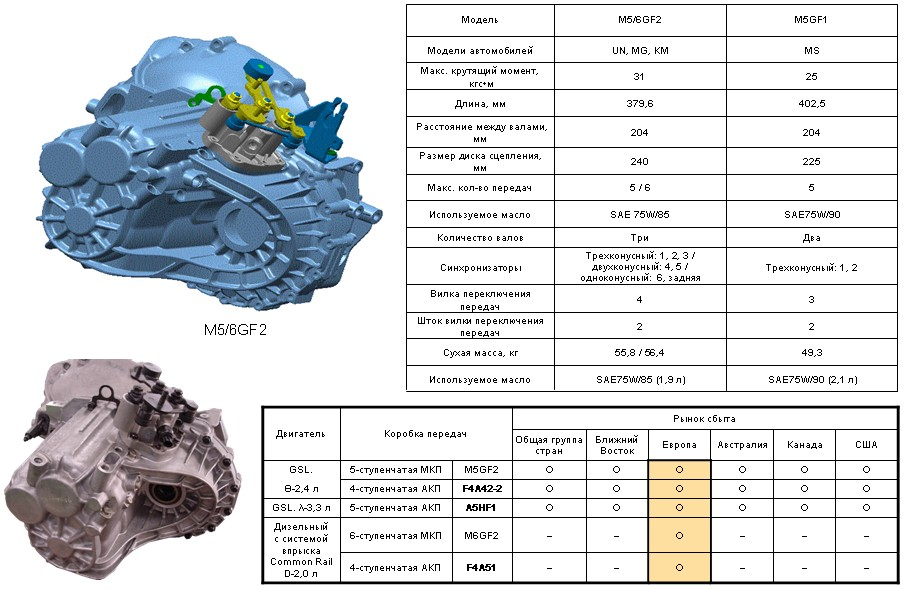 Модель M5/6GF2 M5GF1
Модели автомобилей UN, MG, KM MS
Макс. крутящий момент,
кгс•м 31 25
Длина, мм 379,6 402,5
Расстояние между валами,
мм 204 204
Размер диска сцепления,
мм 240 225
Макс. кол-во передач 5 / 6 5
Используемое масло SAE 75W/85 SAE75W/90
Количество валов Три Два
Синхронизаторы Трехконусный: 1, 2, 3 /
двухконусный: 4, 5 /
одноконусный: 6, задняя Трехконусный: 1, 2
Вилка переключения
передач 4 3
Шток вилки переключения
передач 2 2
Сухая масса, кг 55,8 / 56,4 49,3
Используемое масло SAE75W/85 (1,9 л) SAE75W/90 (2,1 л)
M5/6GF2
Двигатель Коробка передач Рынок сбыта
Общая группа
стран Ближний
Восток Европа Австралия Канада США
GSL. 5-ступенчатая МКП M5GF2 ○ ○ ○ ○ ○ ○
Θ-2,4 л 4-ступенчатая АКП F4A42-2 ○ ○ ○ ○ ○ ○
GSL. λ-3,3 л 5-ступенчатая АКП A5HF1 ○ ○ ○ ○ ○ ○
Дизельный
с системой
впрыска
Common Rail
D-2,0 л 6-ступенчатая МКП M6GF2 – – ○ – – –
4-ступенчатая АКП F4A51 – – ○ – – –